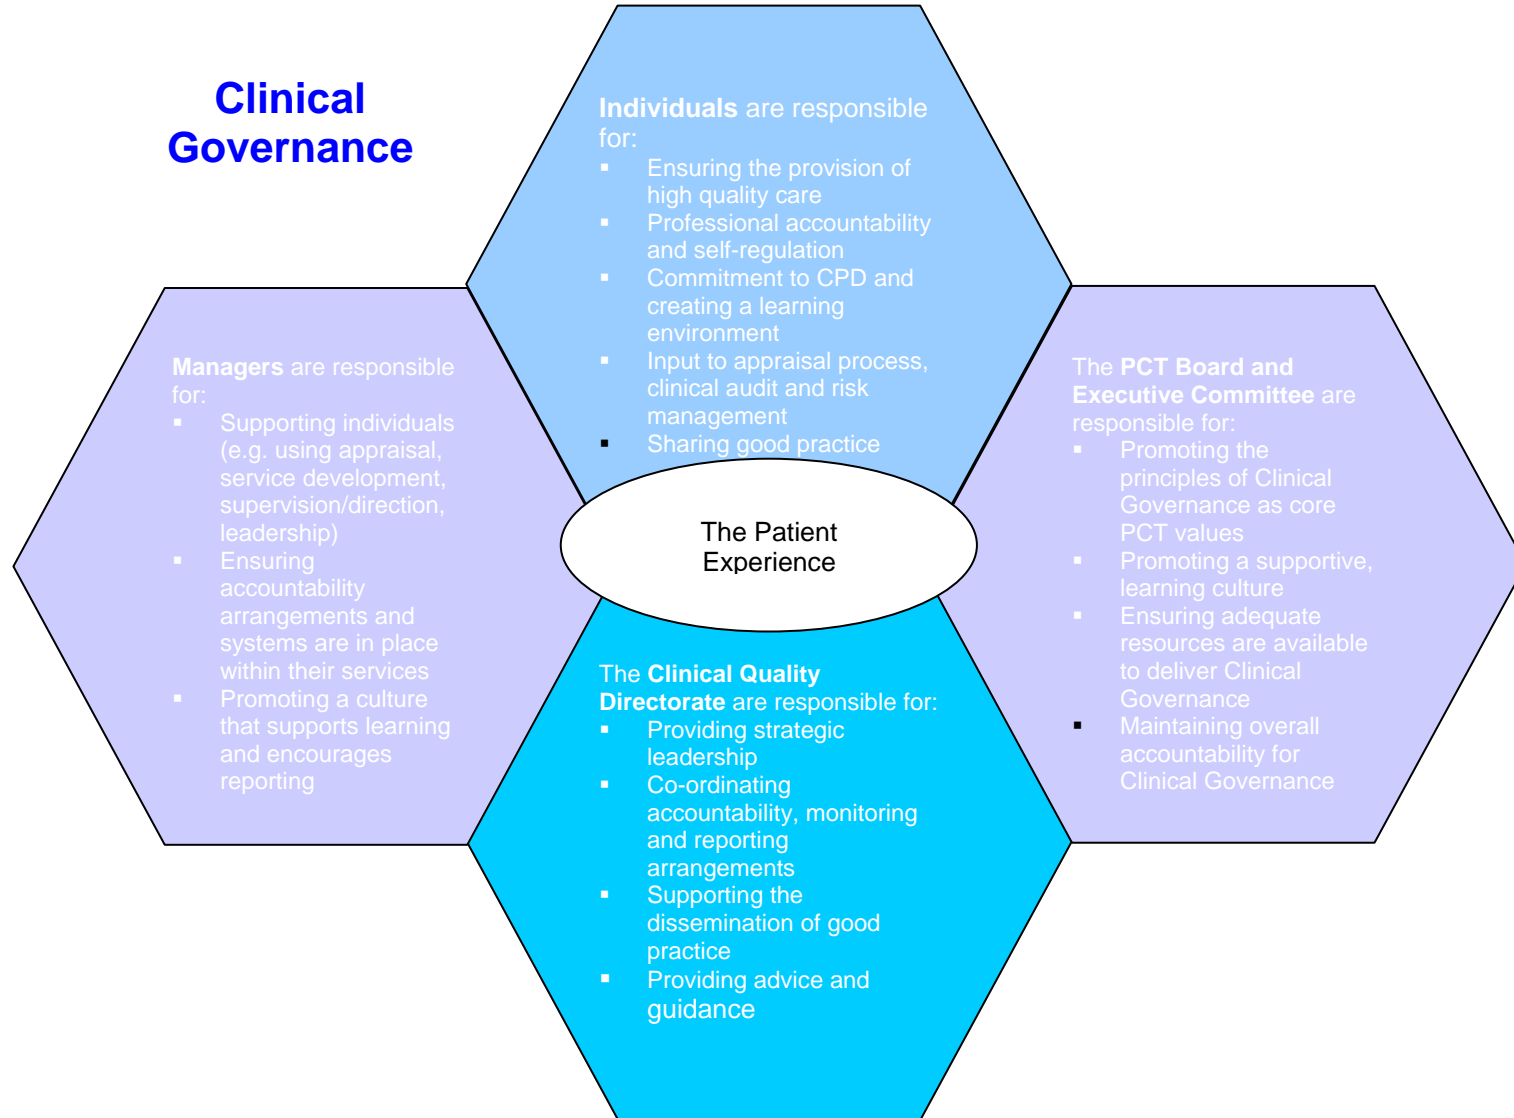 Clinical
Governance
Individuals are responsible
for:
▪ Ensuring the provision of
high quality care
▪ Professional accountability
and self-regulation
▪ Commitment to CPD and
creating a learning
environment
▪ Input to appraisal process,
clinical audit and risk
management
▪ Sharing good practice
Managers are responsible
for:
▪ Supporting individuals
(e.g. using appraisal,
service development,
supervision/direction,
leadership)
▪ Ensuring
accountability
arrangements and
systems are in place
within their services
▪ Promoting a culture
that supports learning
and encourages
reporting
The Patient
Experience
The PCT Board and
Executive Committee are
responsible for:
▪ Promoting the
principles of Clinical
Governance as core
PCT values
▪ Promoting a supportive,
learning culture
▪ Ensuring adequate
resources are available
to deliver Clinical
Governance
▪ Maintaining overall
accountability for
Clinical Governance
The Clinical Quality
Directorate are responsible for:
▪ Providing strategic
leadership
▪ Co-ordinating
accountability, monitoring
and reporting
arrangements
▪ Supporting the
dissemination of good
practice
▪ Providing advice and
guidance